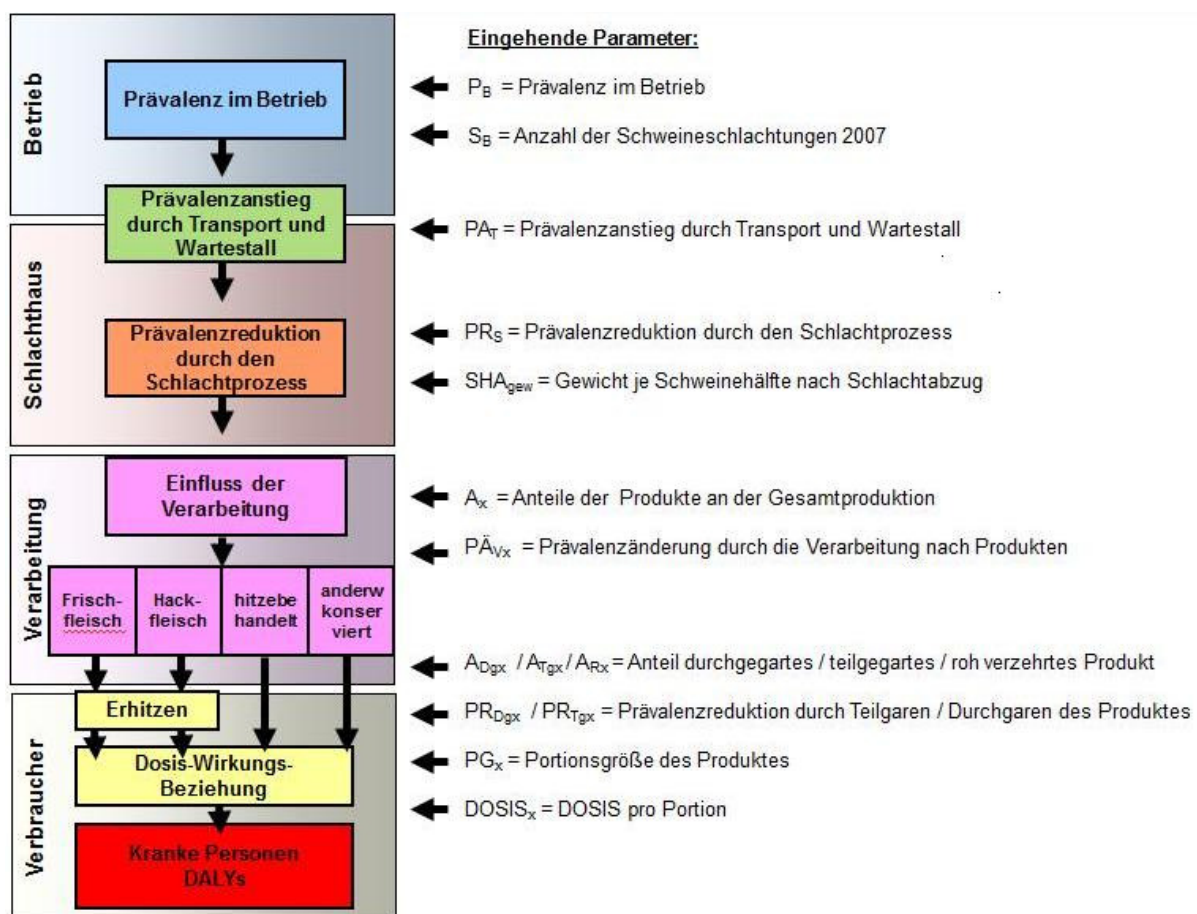 Eingehende Parameter:
Betrieb
Prävalenz im Betrieb
P_B = Prävalenz im Betrieb
S_B = Anzahl der Schweineschlachtungen 2007
Prävalenzanstieg
durch Transport und
Wartestall
PA_T = Prävalenzanstieg durch Transport und Wartestall
Schlachthaus
Prävalenzreduktion
durch den
Schlachtprozess
PR_S = Prävalenzreduktion durch den Schlachtprozess
SHA_gew = Gewicht je Schweinehälfte nach Schlachtabzug
Verarbeitung
Einfluss der
Verarbeitung
A_x = Anteile der Produkte an der Gesamtproduktion
PÄ_Vx = Prävalenzänderung durch die Verarbeitung nach Produkten
Frisch-
fleisch
Hack-
fleisch
hitzebe
handelt
anderw
konser
viert
A_Dgx / A_Tgx / A_Rx = Anteil durchgegartes / teilgegartes / roh verzehrtes Produkt
Verbraucher
Erhitzen
PR_Dgx / PR_Tgx = Prävalenzreduktion durch Teilgaren / Durchgaren des Produktes
Dosis-Wirkungs-
Beziehung
PG_x = Portionsgröße des Produktes
DOSIS_x = DOSIS pro Portion
Kranke Personen
DALYs